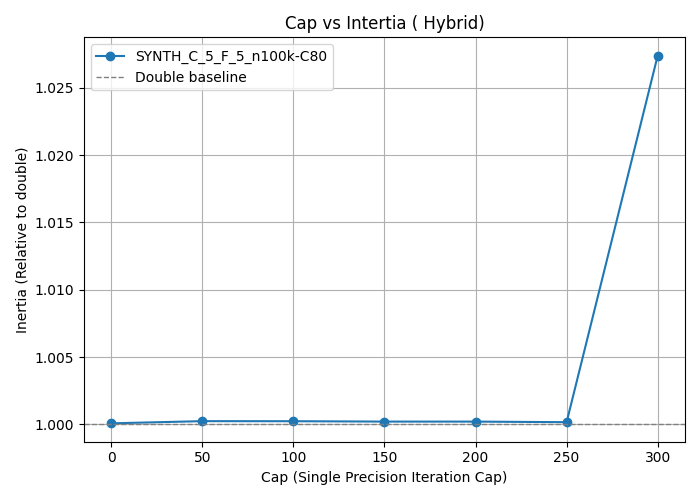 Cap vs Intertia ( Hybrid)
SYNTH_C_5_F_5_n100k-C80
Double baseline
Inertia (Relative to double)
1.025
1.020
1.015
1.010
1.005
1.000
0 50 100 150 200 250 300
Cap (Single Precision Iteration Cap)